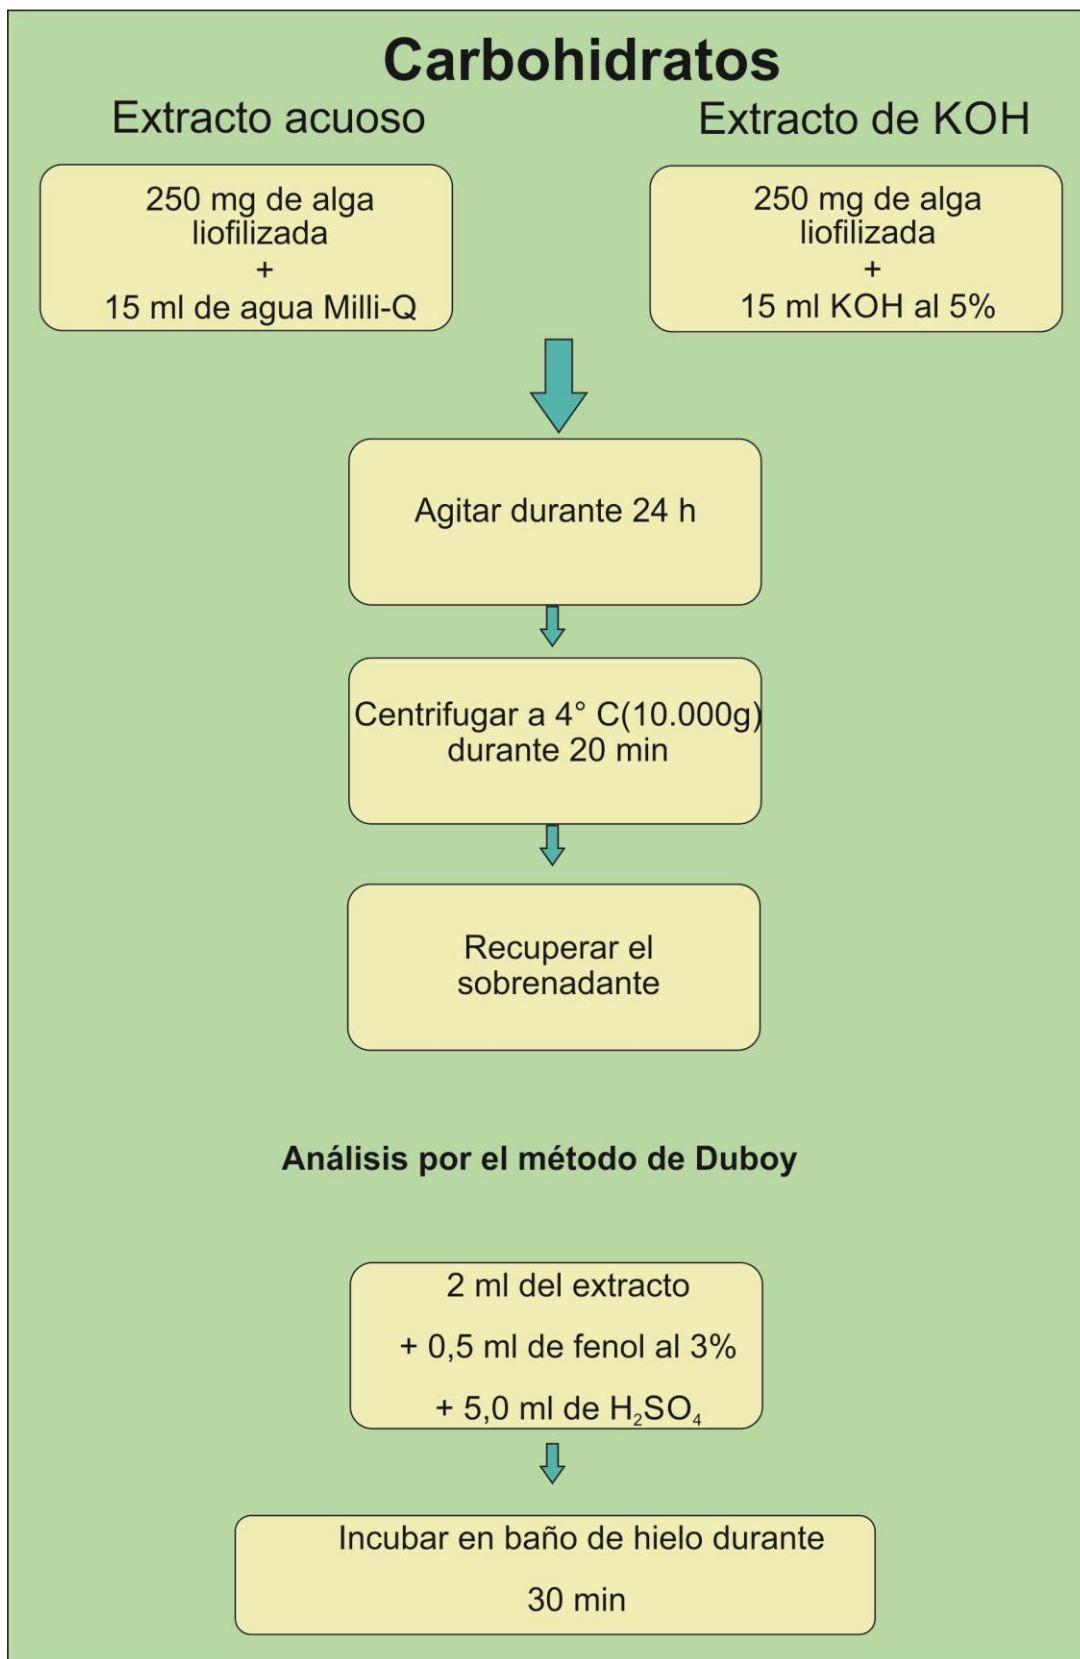 Carbohidratos
Extracto acuoso
Extracto de KOH
250 mg de alga
liofilizada
+
15 ml de agua Milli-Q
250 mg de alga
liofilizada
+
15 ml KOH al 5%
Agitar durante 24 h
Centrifugar a 4° C(10.000g)
durante 20 min
Recuperar el
sobrenadante
Análisis por el método de Duboy
2 ml del extracto
+ 0,5 ml de fenol al 3%
+ 5,0 ml de H₂SO₄
Incubar en baño de hielo durante
30 min